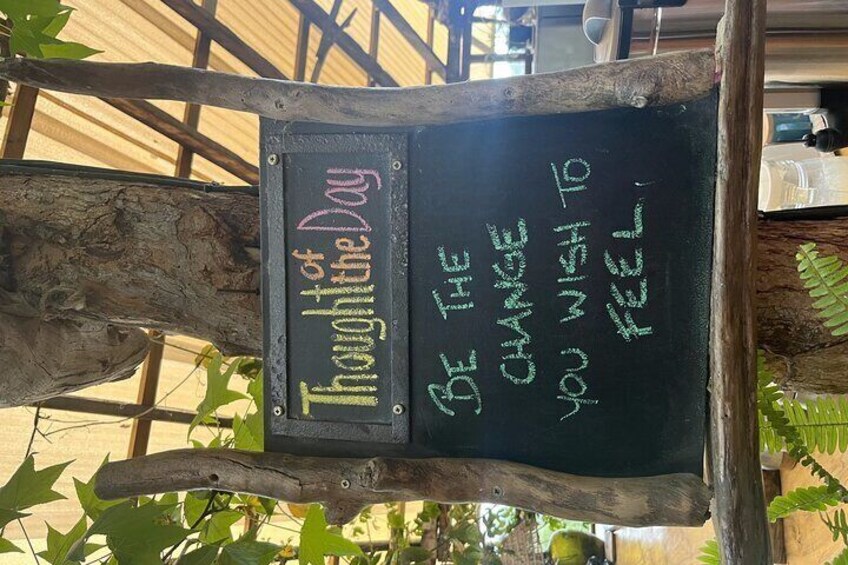 Thought
of
the Day
BE THE
CHANGE
YOU WISH TO
FEEL.